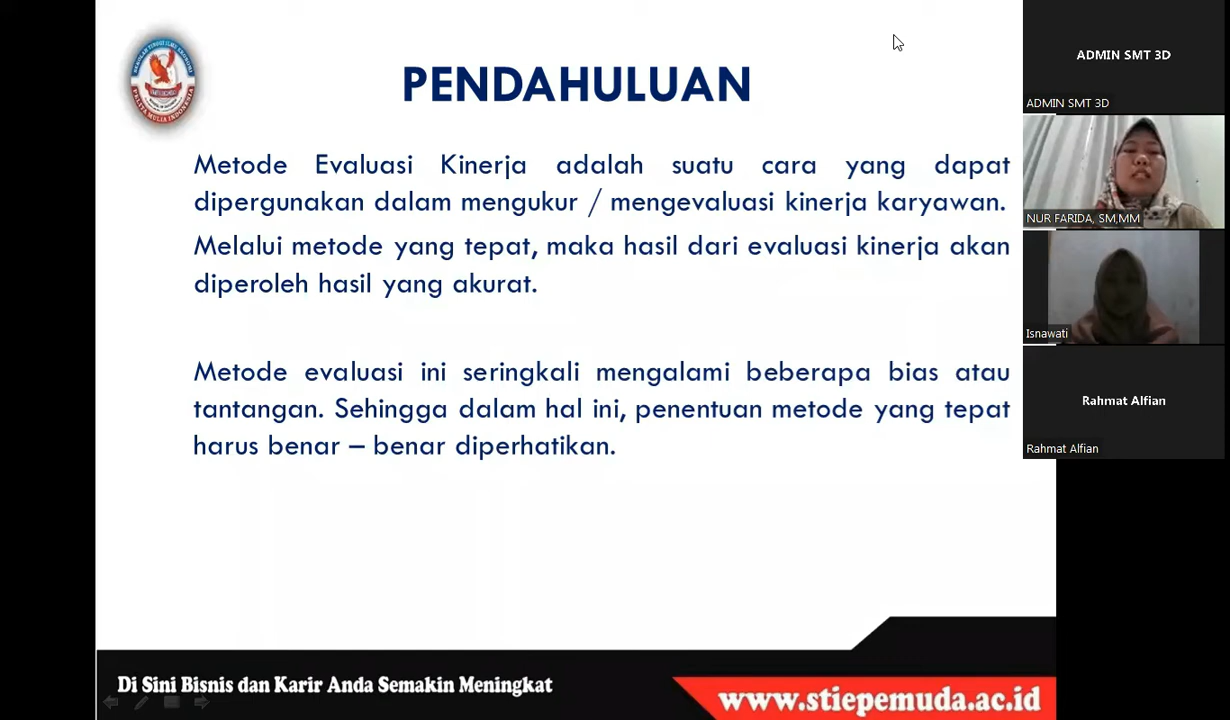 PENDAHULUAN
Metode Evaluasi Kinerja adalah suatu cara yang dapat
dipergunakan dalam mengukur / mengevaluasi kinerja karyawan.
Melalui metode yang tepat, maka hasil dari evaluasi kinerja akan
diperoleh hasil yang akurat.
Metode evaluasi ini seringkali mengalami beberapa bias atau
tantangan. Sehingga dalam hal ini, penentuan metode yang tepat
harus benar – benar diperhatikan.
Di Sini Bisnis dan Karir Anda Semakin Meningkat
www.stiepemuda.ac.id
ADMIN SMT 3D
ADMIN SMT 3D
NUR FARIDA, SM,MM
Isnawati
Rahmat Alfian
Rahmat Alfian